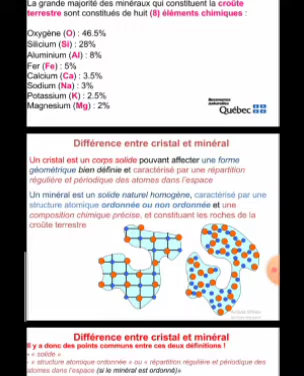 La grande majorité des minéraux qui constituent la croûte
terrestre sont constitués de huit (8) éléments chimiques :
Oxygène (O) : 46.5%
Silicium (Si) : 28%
Aluminium (Al) : 8%
Fer (Fe) : 5%
Calcium (Ca) : 3.5%
Sodium (Na) : 3%
Potassium (K) : 2.5%
Magnesium (Mg) : 2%
Québec
Différence entre cristal et minéral
Un cristal est un corps solide pouvant affecter une forme
géométrique bien définie et caractérisé par une répartition
régulière et périodique des atomes dans l'espace
Un minéral est un solide naturel homogène, caractérisé par une
structure atomique ordonnée ou non ordonnée et une
composition chimique précise, et constituant les roches de la
croûte terrestre
Différence entre cristal et minéral
Il y a donc des points communs entre ces deux définitions !
- « solide »
- « structure atomique ordonnée » ou « répartition régulière et périodique des
atomes dans l'espace (si le minéral est ordonné)»